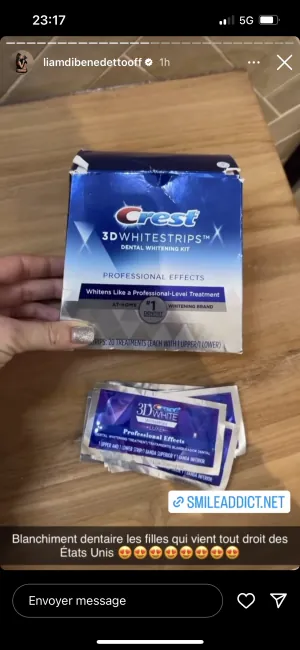 23:17
5G
liamdibenedettooff 1h
Crest
3DWHITESTRIPS™
DENTAL WHITENING KIT
PROFESSIONAL EFFECTS
Whitens Like a Professional-Level Treatment
AT-HOME #1 WHITENING BRAND
20 TREATMENTS (EACH WITH 1 UPPER/1 LOWER)
3D Crest
WHITE
Professional Effects
SMILEADDICT.NET
Blanchiment dentaire les filles qui vient tout droit des
États Unis 😍😍😍😍😍😍😍😍
Envoyer message